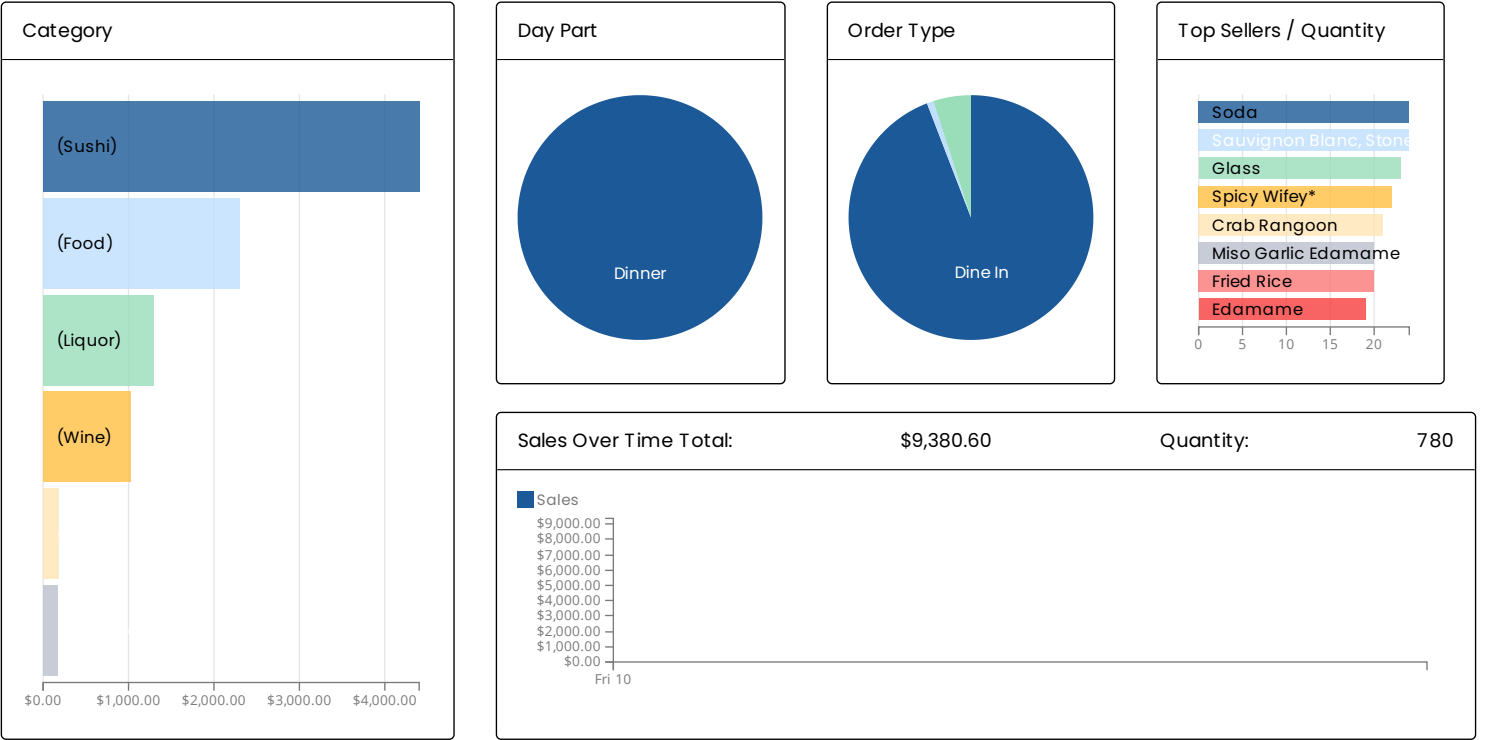 Category
(Sushi)
(Food)
(Liquor)
(Wine)
$0.00 $1,000.00 $2,000.00 $3,000.00 $4,000.00
Day Part
Dinner
Order Type
Dine In
Top Sellers / Quantity
Soda
Sauvignon Blanc, Stone
Glass
Spicy Wifey*
Crab Rangoon
Miso Garlic Edamame
Fried Rice
Edamame
0 5 10 15 20
Sales Over Time Total: $9,380.60 Quantity: 780
Sales
$9,000.00
$8,000.00
$7,000.00
$6,000.00
$5,000.00
$4,000.00
$3,000.00
$2,000.00
$1,000.00
$0.00
Fri 10